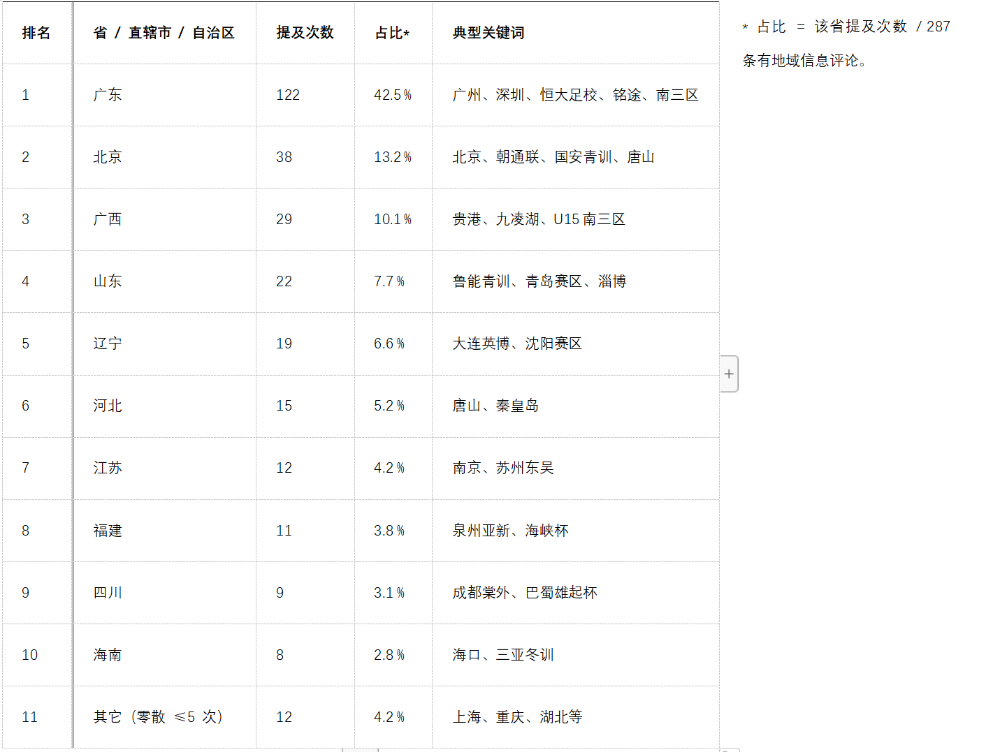 排名 省 / 直辖市 / 自治区 提及次数 占比* 典型关键词
1 广东 122 42.5% 广州、深圳、恒大足校、铭途、南三区
2 北京 38 13.2% 北京、朝通联、国安青训、唐山
3 广西 29 10.1% 贵港、九凌湖、U15南三区
4 山东 22 7.7% 鲁能青训、青岛赛区、淄博
5 辽宁 19 6.6% 大连英博、沈阳赛区
6 河北 15 5.2% 唐山、秦皇岛
7 江苏 12 4.2% 南京、苏州东吴
8 福建 11 3.8% 泉州亚新、海峡杯
9 四川 9 3.1% 成都棠外、巴蜀雄起杯
10 海南 8 2.8% 海口、三亚冬训
11 其它（零散 ≤5 次） 12 4.2% 上海、重庆、湖北等
* 占比 = 该省提及次数 / 287
条有地域信息评论。